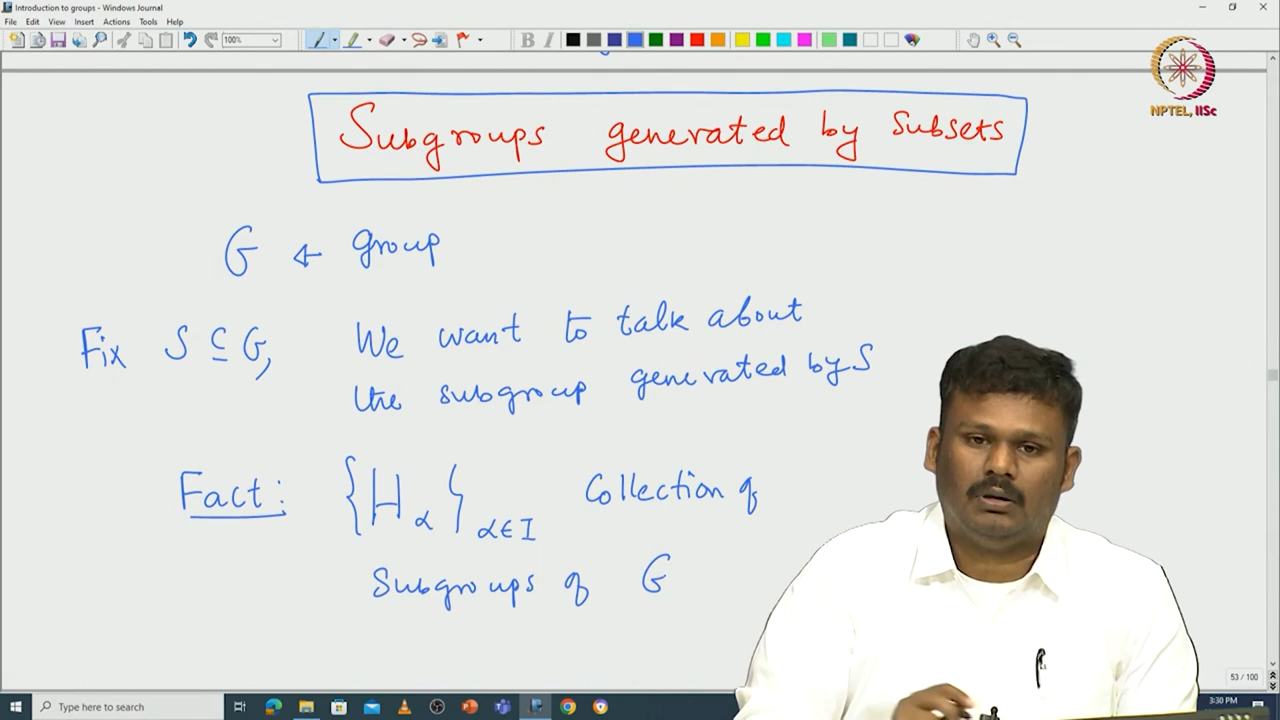 Introduction to groups - Windows Journal
File Edit View Insert Actions Tools Help
100%
B I
NPTEL, IISc
Subgroups generated by subsets
G ← group
Fix S ⊆ G, We want to talk about
the subgroup generated by S
Fact: {H_α}_{α∈I} Collection of
Subgroups of G
53 / 100
Type here to search
3:30 PM